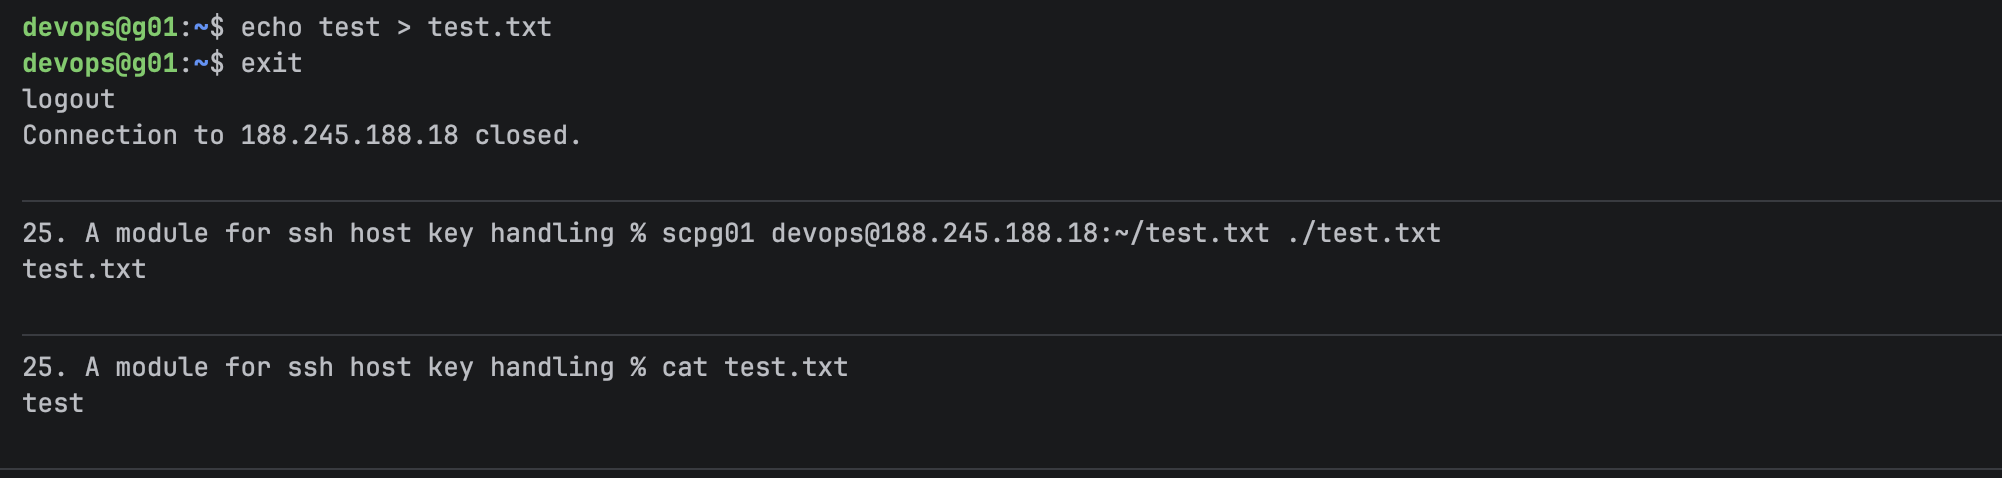 devops@g01:~$ echo test > test.txt
devops@g01:~$ exit
logout
Connection to 188.245.188.18 closed.
25. A module for ssh host key handling % scpg01 devops@188.245.188.18:~/test.txt ./test.txt
test.txt
25. A module for ssh host key handling % cat test.txt
test